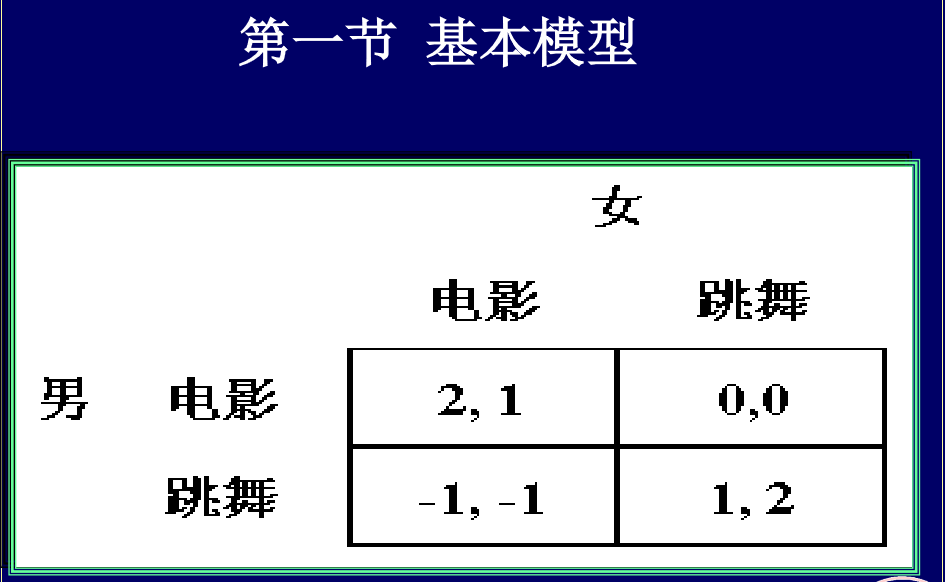 第一节 基本模型
女
电影 跳舞
男 电影 2, 1 0,0
跳舞 -1, -1 1, 2